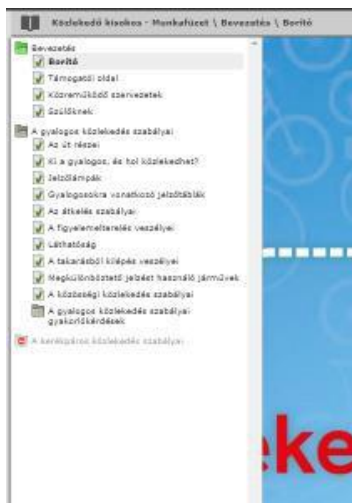 Közlekedő kisokos - Munkafüzet \ Bevezetés \ Borító
Bevezetés
Borító
Támogatói oldal
Közreműködő szervezetek
Szülőknek
A gyalogos közlekedés szabályai
Az út részei
Ki a gyalogos, és hol közlekedhet?
Jelzőlámpák
Gyalogosokra vonatkozó jelzőtáblák
Az átkelés szabályai
A figyelemelterelés veszélyei
Láthatóság
A takarásból kilépés veszélyei
Megkülönböztető jelzést használó járművek
A közösségi közlekedés szabályai
A gyalogos közlekedés szabályai
gyakorlókérdések
A kerékpáros közlekedés szabályai
eke